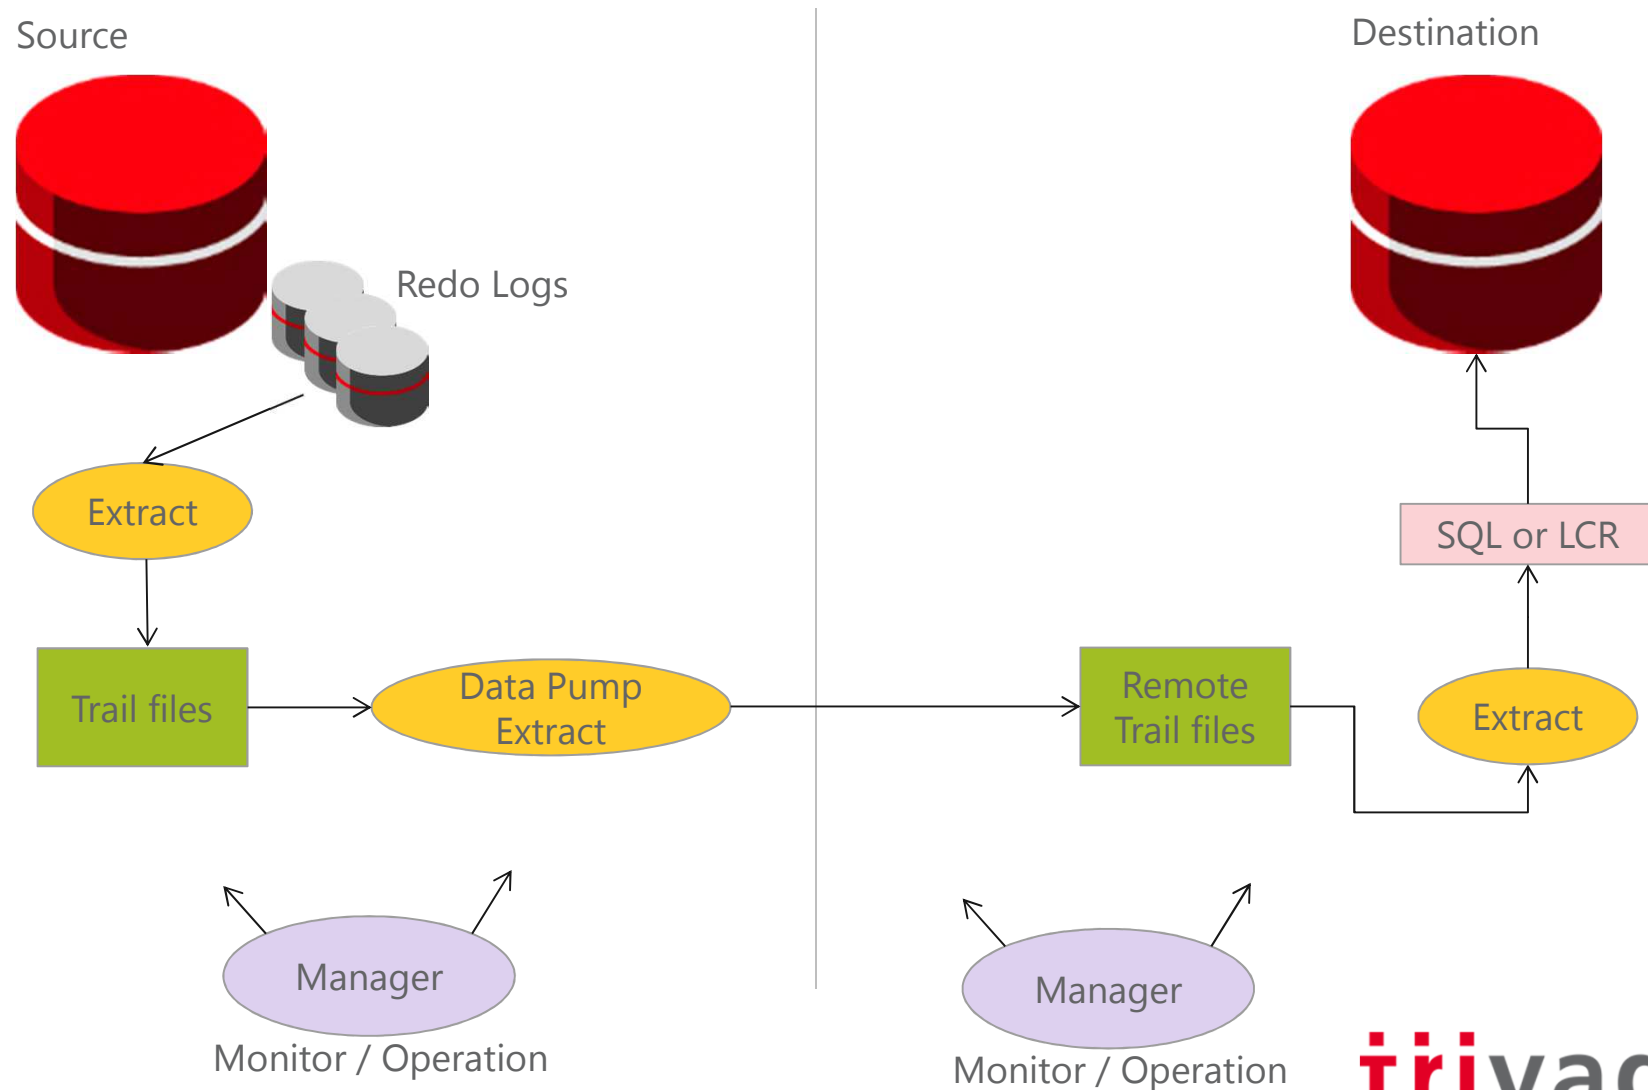 Source
Destination
Redo Logs
Extract
SQL or LCR
Trail files
Data Pump
Extract
Remote
Trail files
Extract
Manager
Monitor / Operation
Manager
Monitor / Operation